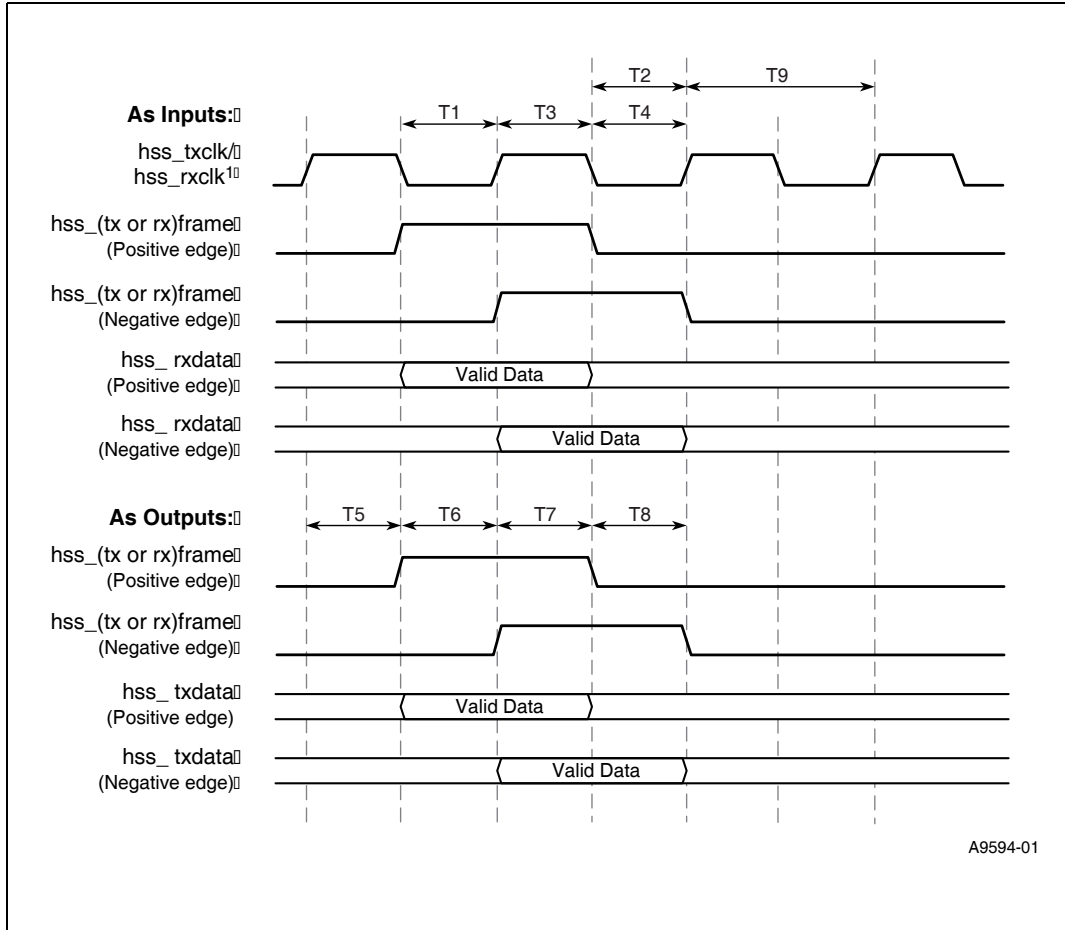 T2 T9
As Inputs: T1 T3 T4
hss_txclk/
hss_rxclk¹
hss_(tx or rx)frame
(Positive edge)
hss_(tx or rx)frame
(Negative edge)
hss_ rxdata
(Positive edge) Valid Data
hss_ rxdata
(Negative edge) Valid Data
As Outputs: T5 T6 T7 T8
hss_(tx or rx)frame
(Positive edge)
hss_(tx or rx)frame
(Negative edge)
hss_ txdata
(Positive edge) Valid Data
hss_ txdata
(Negative edge) Valid Data
A9594-01